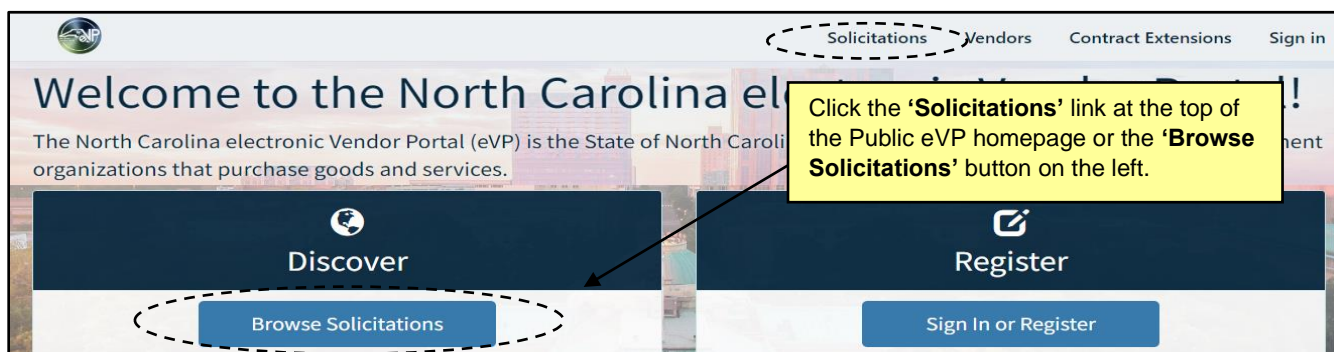 eVP
Solicitations Vendors Contract Extensions Sign in
Welcome to the North Carolina el !
The North Carolina electronic Vendor Portal (eVP) is the State of North Caroli ment
organizations that purchase goods and services.
Click the ‘Solicitations’ link at the top of
the Public eVP homepage or the ‘Browse
Solicitations’ button on the left.
Discover
Browse Solicitations
Register
Sign In or Register